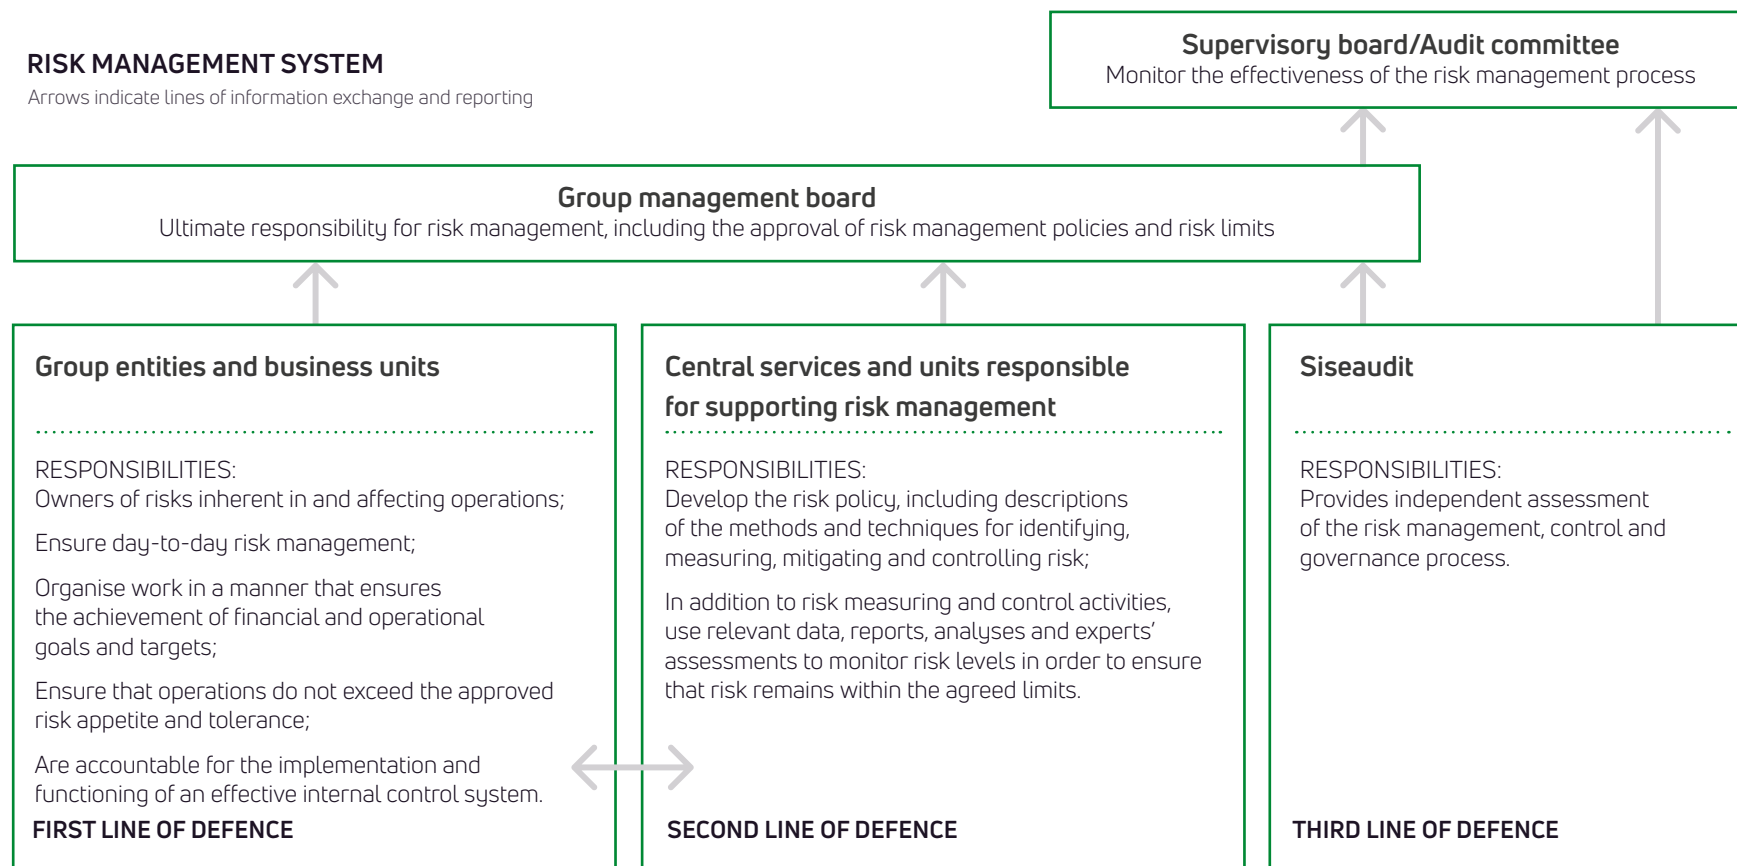 RISK MANAGEMENT SYSTEM
Arrows indicate lines of information exchange and reporting
Supervisory board/Audit committee
Monitor the effectiveness of the risk management process
Group management board
Ultimate responsibility for risk management, including the approval of risk management policies and risk limits
Group entities and business units
RESPONSIBILITIES:
Owners of risks inherent in and affecting operations;
Ensure day-to-day risk management;
Organise work in a manner that ensures
the achievement of financial and operational
goals and targets;
Ensure that operations do not exceed the approved
risk appetite and tolerance;
Are accountable for the implementation and
functioning of an effective internal control system.
FIRST LINE OF DEFENCE
Central services and units responsible
for supporting risk management
RESPONSIBILITIES:
Develop the risk policy, including descriptions
of the methods and techniques for identifying,
measuring, mitigating and controlling risk;
In addition to risk measuring and control activities,
use relevant data, reports, analyses and experts’
assessments to monitor risk levels in order to ensure
that risk remains within the agreed limits.
SECOND LINE OF DEFENCE
Siseaudit
RESPONSIBILITIES:
Provides independent assessment
of the risk management, control and
governance process.
THIRD LINE OF DEFENCE